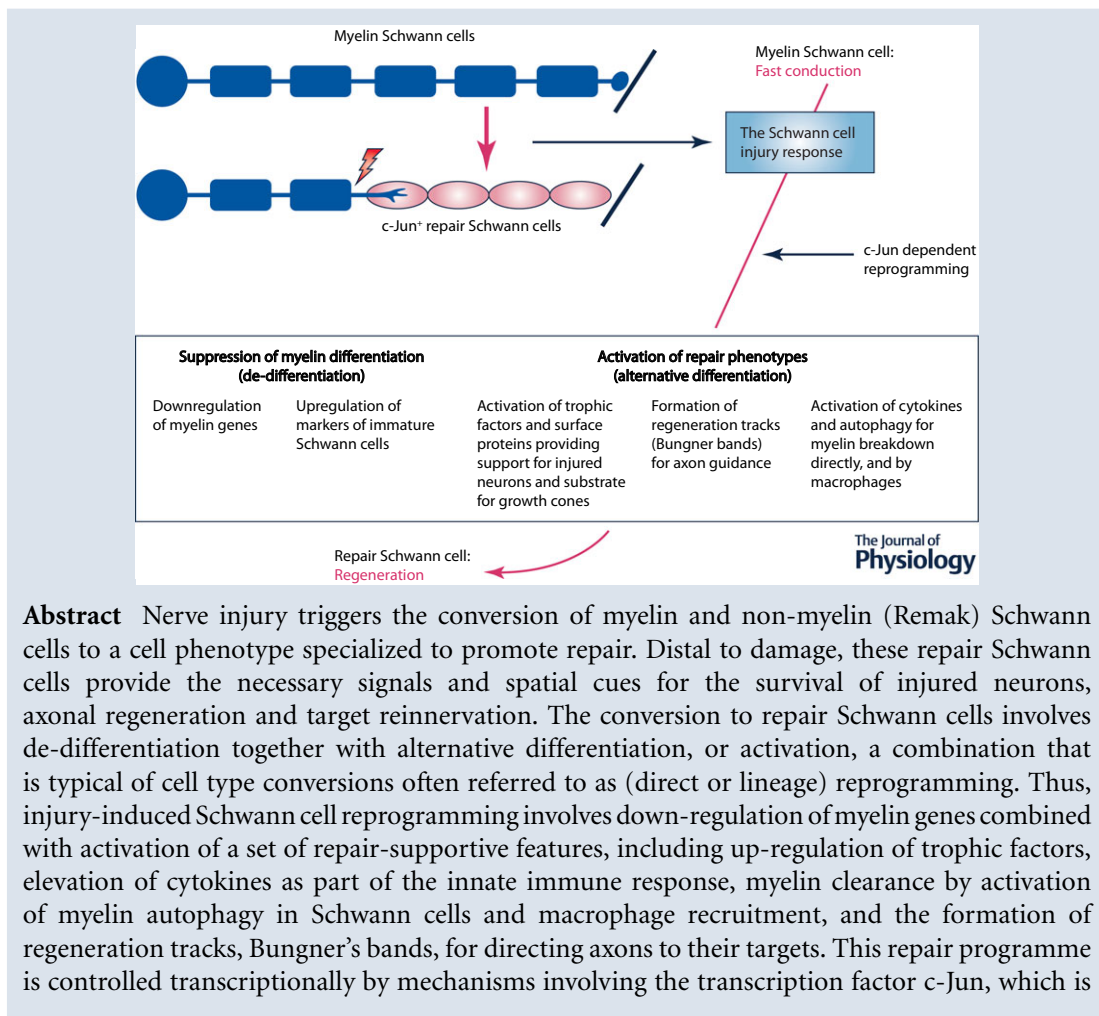 Myelin Schwann cells
Myelin Schwann cell:
Fast conduction
The Schwann cell
injury response
c-Jun⁺ repair Schwann cells
c-Jun dependent
reprogramming
Suppression of myelin differentiation
(de-differentiation)
Activation of repair phenotypes
(alternative differentiation)
Downregulation
of myelin genes
Upregulation of
markers of immature
Schwann cells
Activation of trophic
factors and surface
proteins providing
support for injured
neurons and substrate
for growth cones
Formation of
regeneration tracks
(Bungner bands)
for axon guidance
Activation of cytokines
and autophagy for
myelin breakdown
directly, and by
macrophages
Repair Schwann cell:
Regeneration
The Journal of
Physiology
Abstract Nerve injury triggers the conversion of myelin and non-myelin (Remak) Schwann
cells to a cell phenotype specialized to promote repair. Distal to damage, these repair Schwann
cells provide the necessary signals and spatial cues for the survival of injured neurons,
axonal regeneration and target reinnervation. The conversion to repair Schwann cells involves
de-differentiation together with alternative differentiation, or activation, a combination that
is typical of cell type conversions often referred to as (direct or lineage) reprogramming. Thus,
injury-induced Schwann cell reprogramming involves down-regulation of myelin genes combined
with activation of a set of repair-supportive features, including up-regulation of trophic factors,
elevation of cytokines as part of the innate immune response, myelin clearance by activation
of myelin autophagy in Schwann cells and macrophage recruitment, and the formation of
regeneration tracks, Bungner's bands, for directing axons to their targets. This repair programme
is controlled transcriptionally by mechanisms involving the transcription factor c-Jun, which is